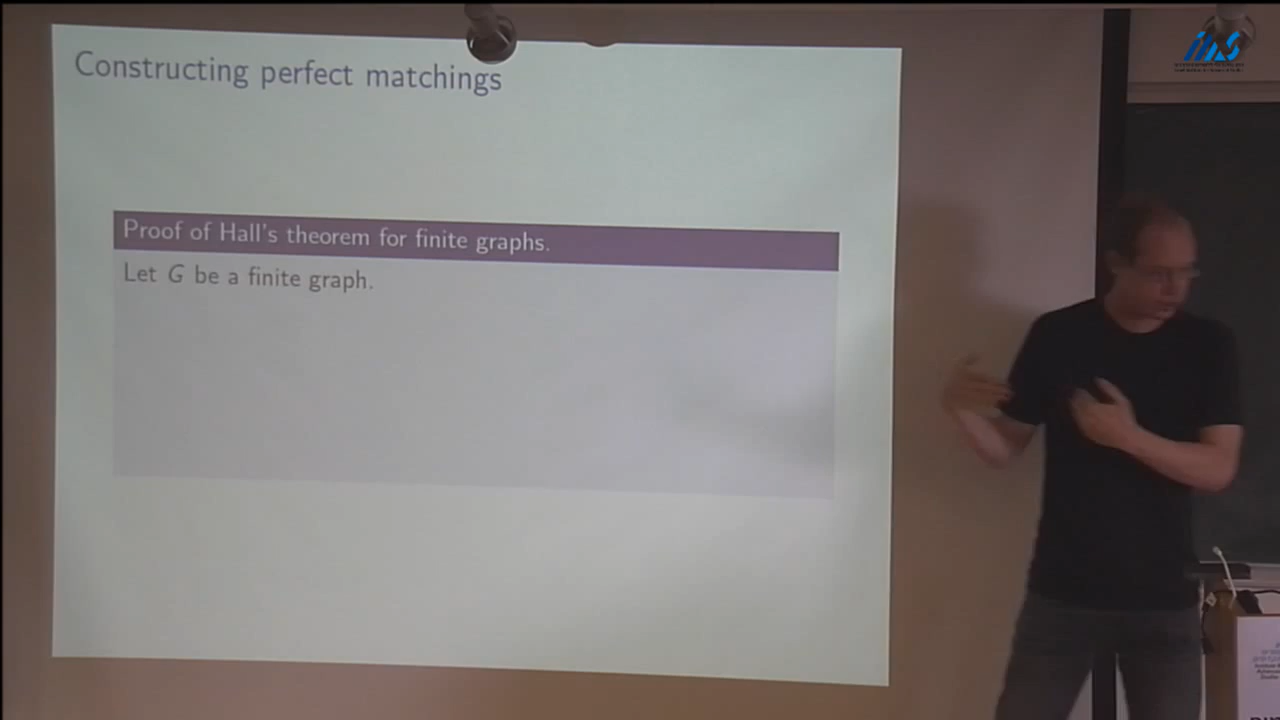 Constructing perfect matchings
Proof of Hall's theorem for finite graphs.
Let G be a finite graph.